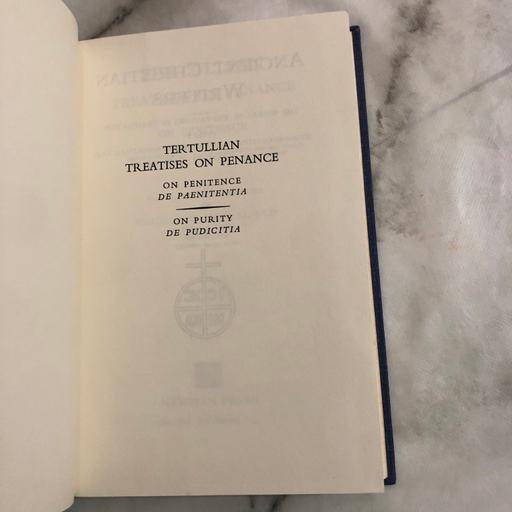 TERTULLIAN
TREATISES ON PENANCE
ON PENITENCE
DE PAENITENTIA
ON PURITY
DE PUDICITIA